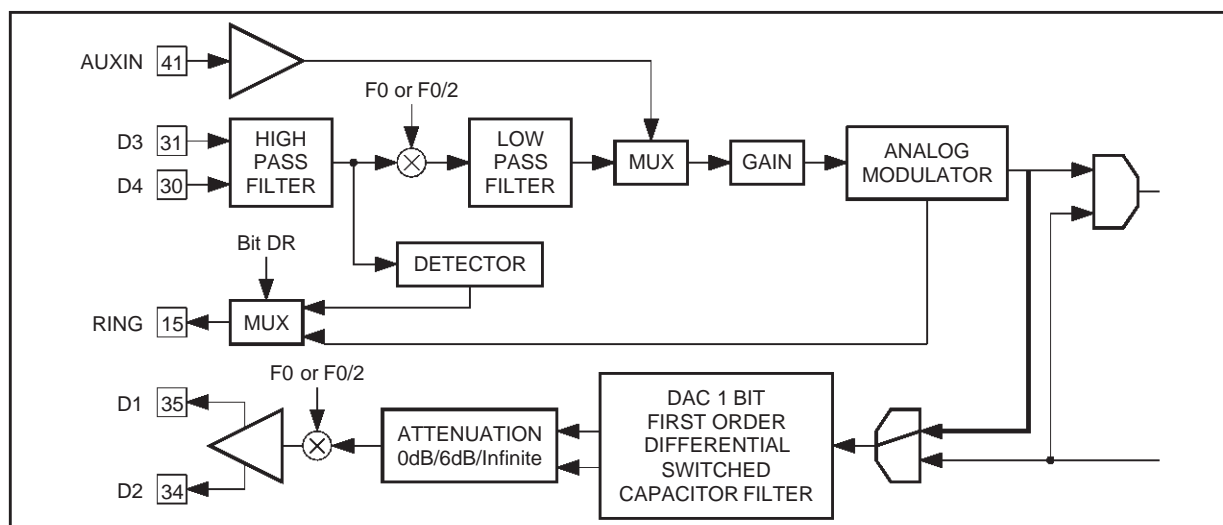 AUXIN 41
F0 or F0/2
D3 31
D4 30
HIGH
PASS
FILTER
LOW
PASS
FILTER
MUX
GAIN
ANALOG
MODULATOR
Bit DR
DETECTOR
RING 15
MUX
F0 or F0/2
D1 35
D2 34
ATTENUATION
0dB/6dB/Infinite
DAC 1 BIT
FIRST ORDER
DIFFERENTIAL
SWITCHED
CAPACITOR FILTER